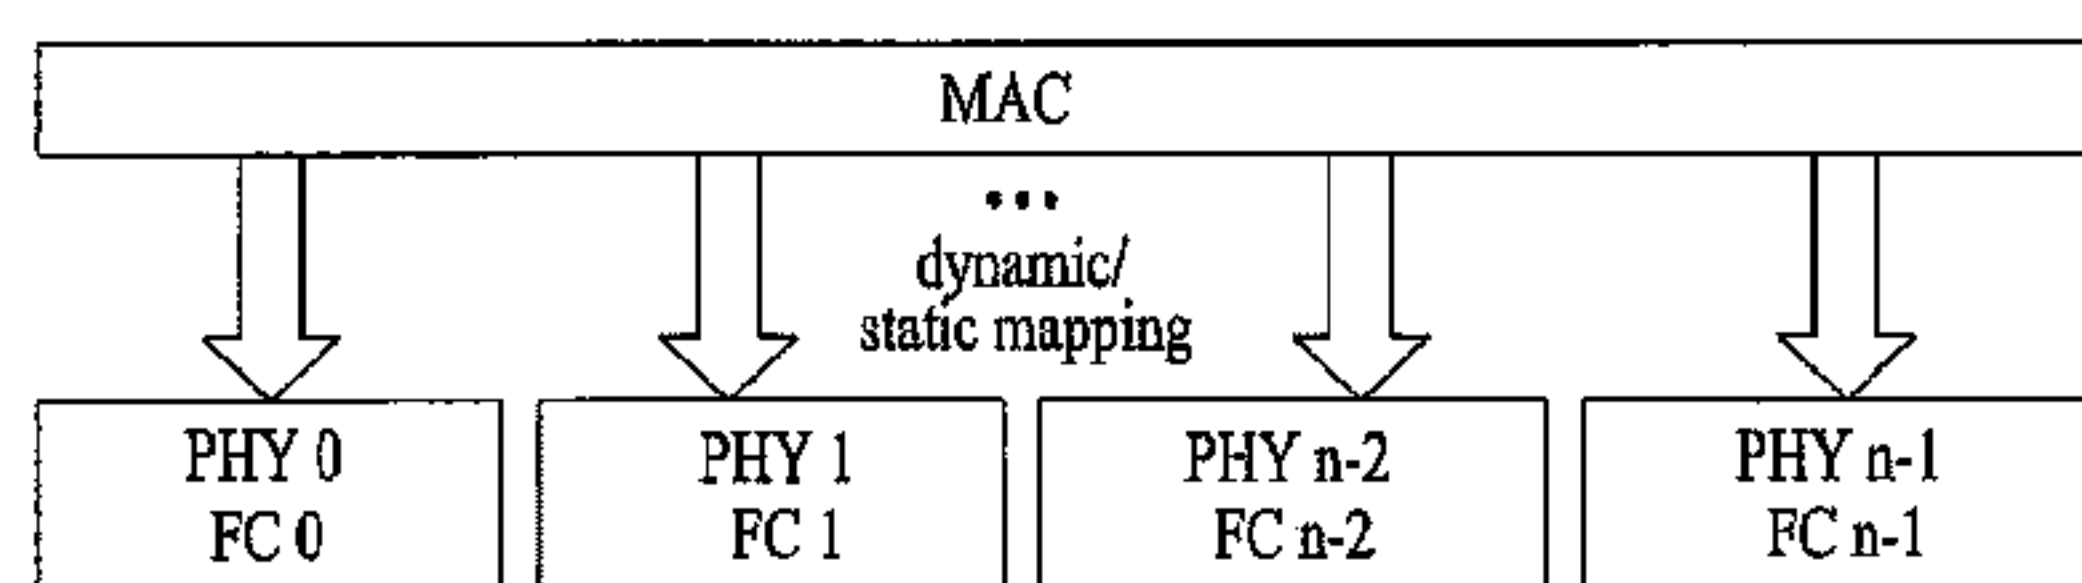 MAC
•••
dynamic/
static mapping
PHY 0
FC 0
PHY 1
FC 1
PHY n-2
FC n-2
PHY n-1
FC n-1